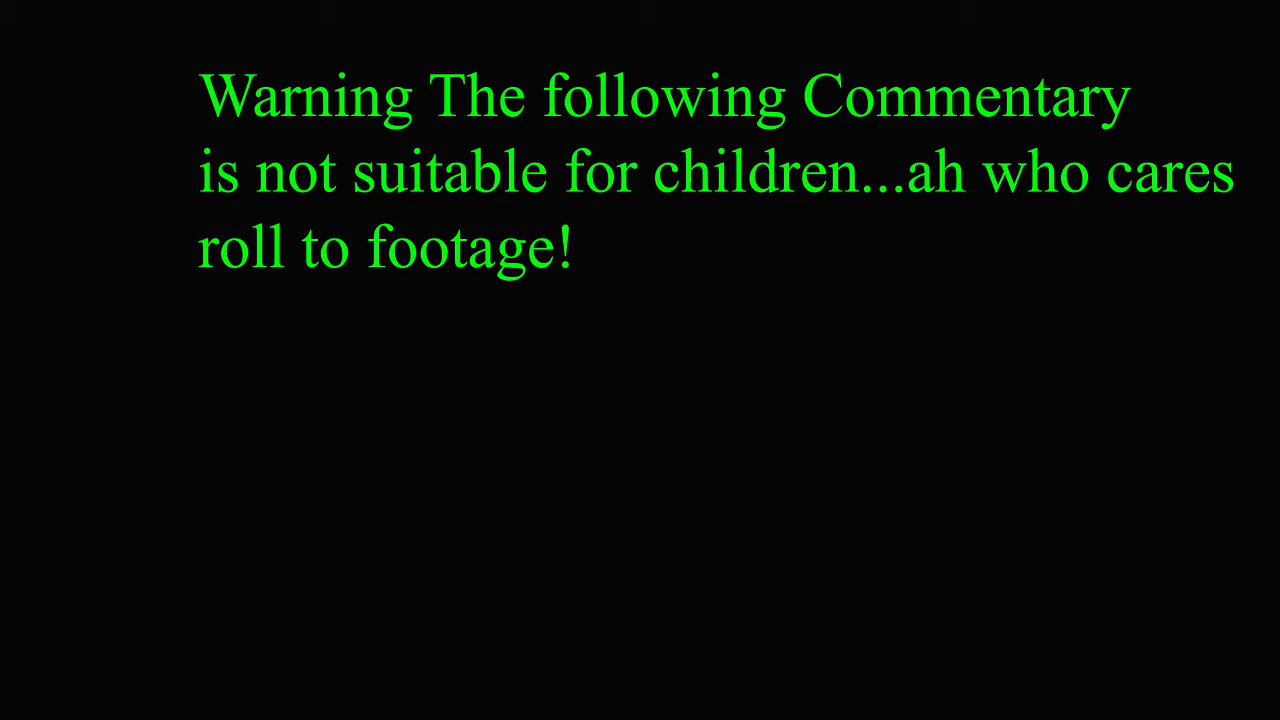 Warning The following Commentary
is not suitable for children...ah who cares
roll to footage!